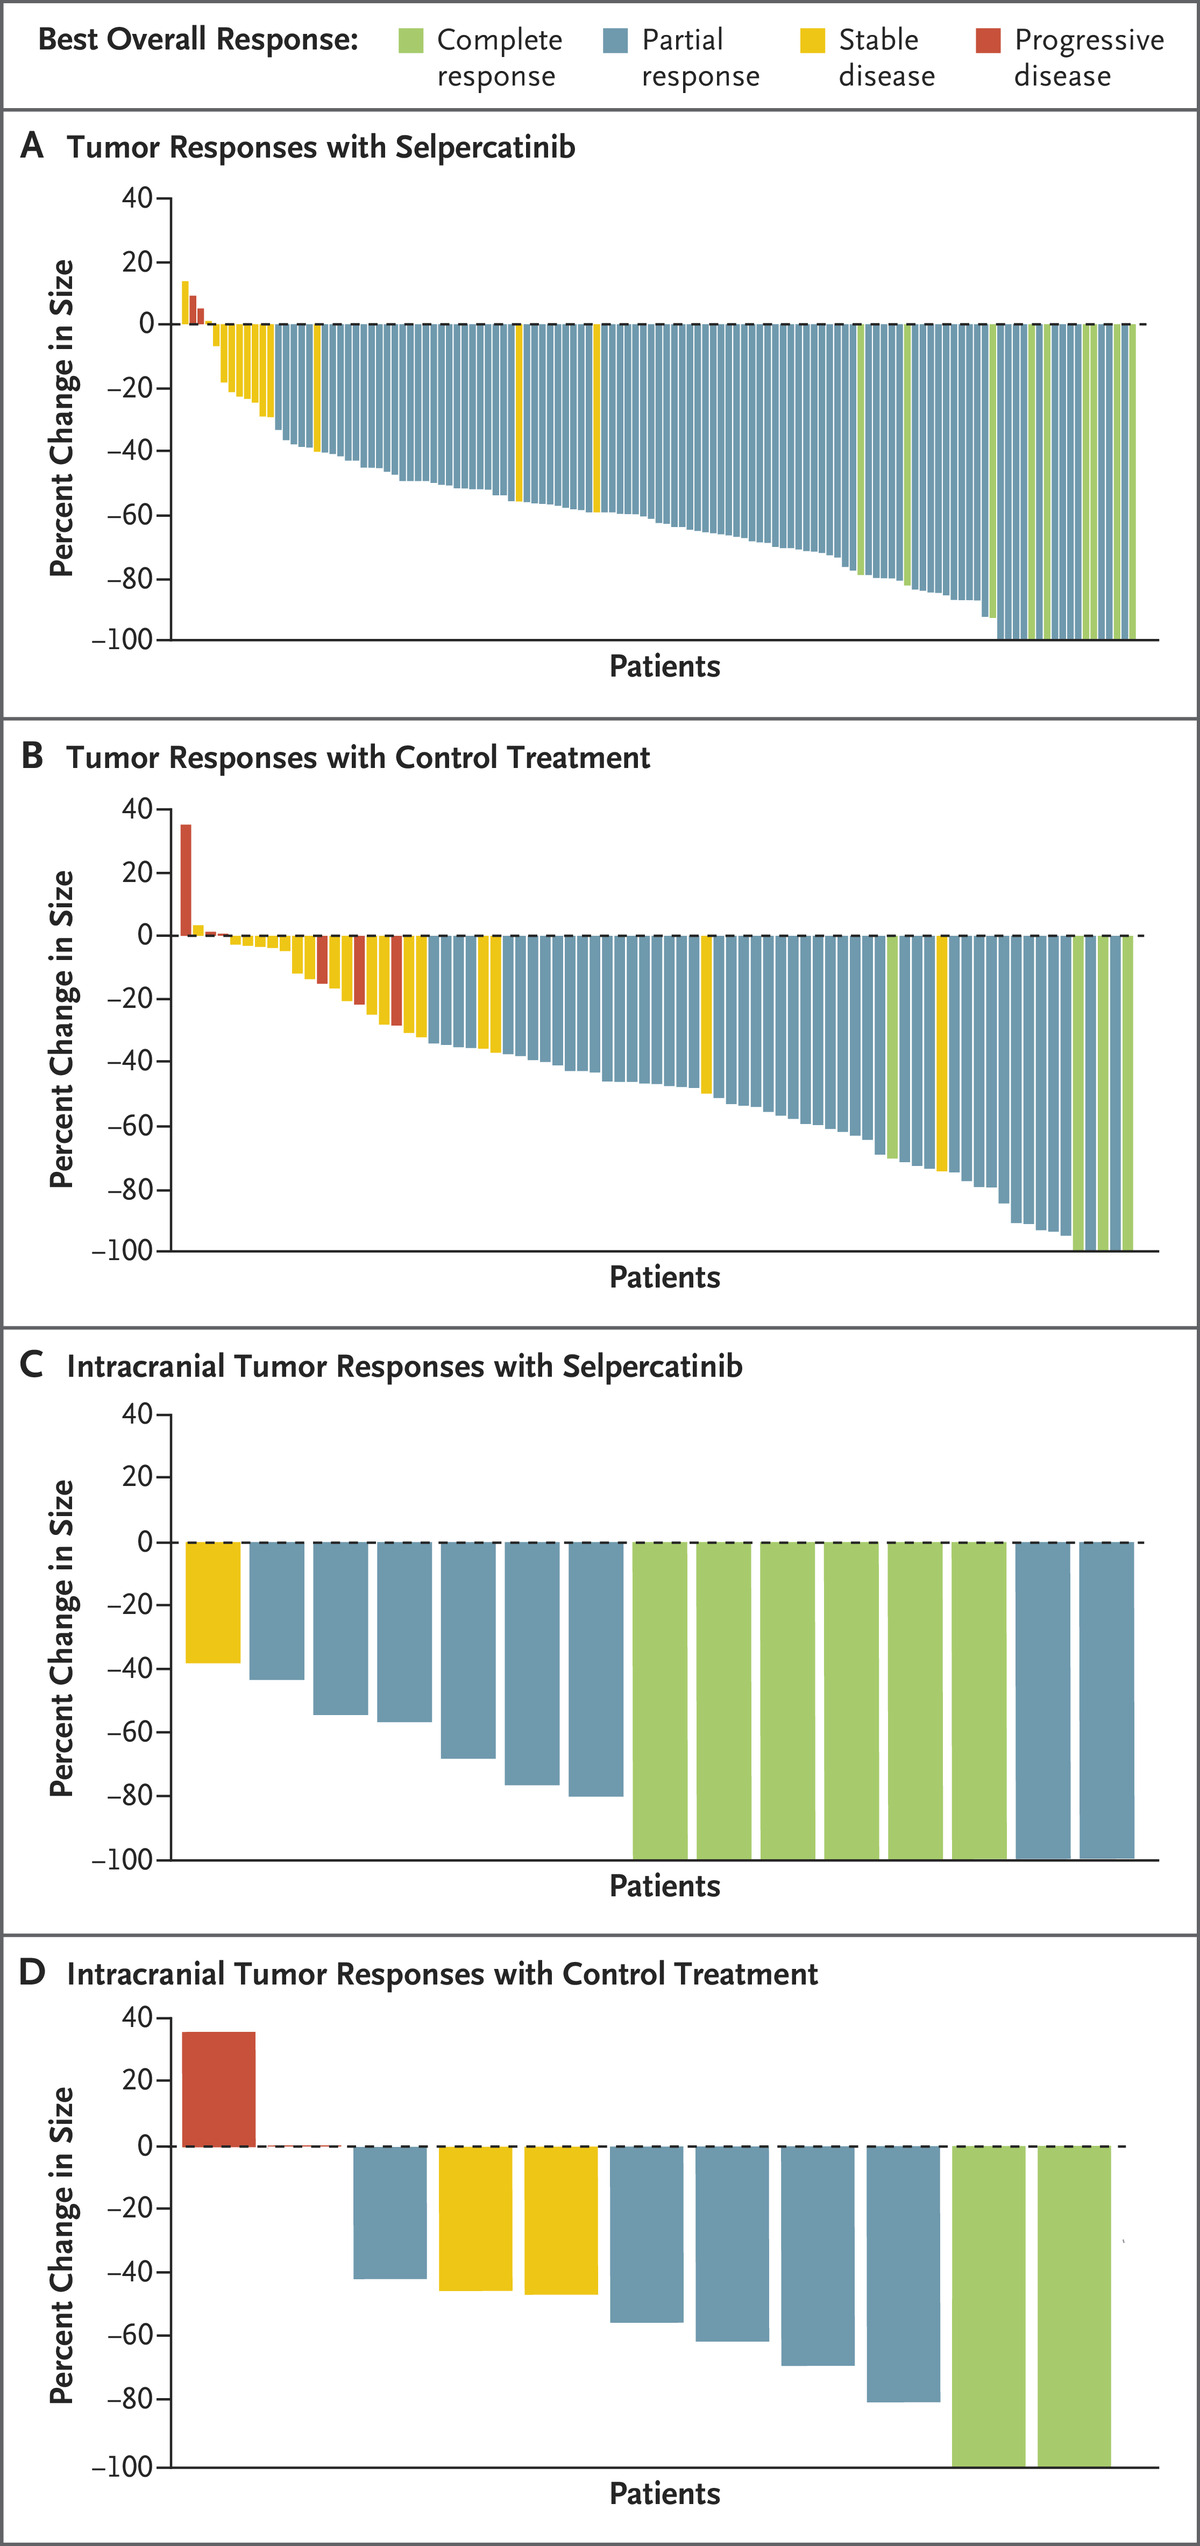 Best Overall Response:
Complete response
Partial response
Stable disease
Progressive disease
A Tumor Responses with Selpercatinib
Percent Change in Size
40
20
0
–20
–40
–60
–80
–100
Patients
B Tumor Responses with Control Treatment
Percent Change in Size
40
20
0
–20
–40
–60
–80
–100
Patients
C Intracranial Tumor Responses with Selpercatinib
Percent Change in Size
40
20
0
–20
–40
–60
–80
–100
Patients
D Intracranial Tumor Responses with Control Treatment
Percent Change in Size
40
20
0
–20
–40
–60
–80
–100
Patients